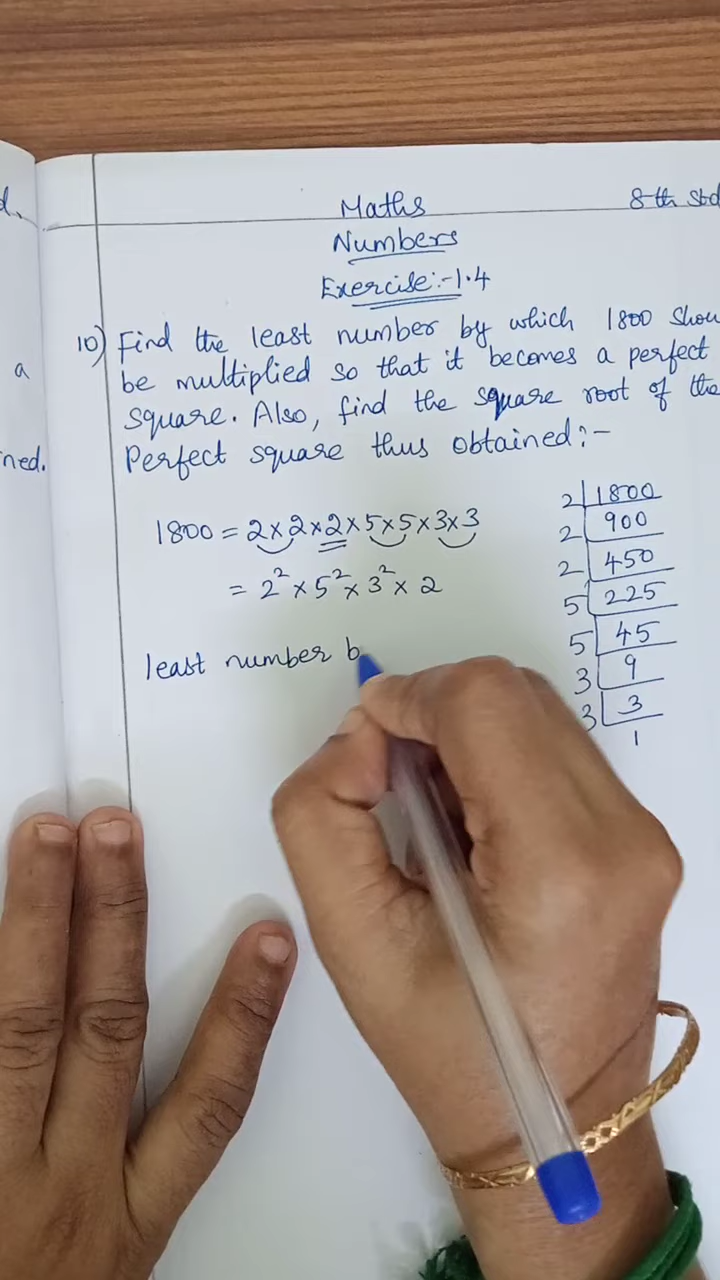 d.
a
ned.
Maths 8th Std
Numbers
Exercise:-1.4
10) Find the least number by which 1800 Shou
be multiplied so that it becomes a perfect
square. Also, find the square root of the
Perfect square thus obtained:-
1800 = 2×2×2×5×5×3×3
= 2²×5²×3²×2
least number b
2 1800
2 900
2 450
5 225
5 45
3 9
3 3
1